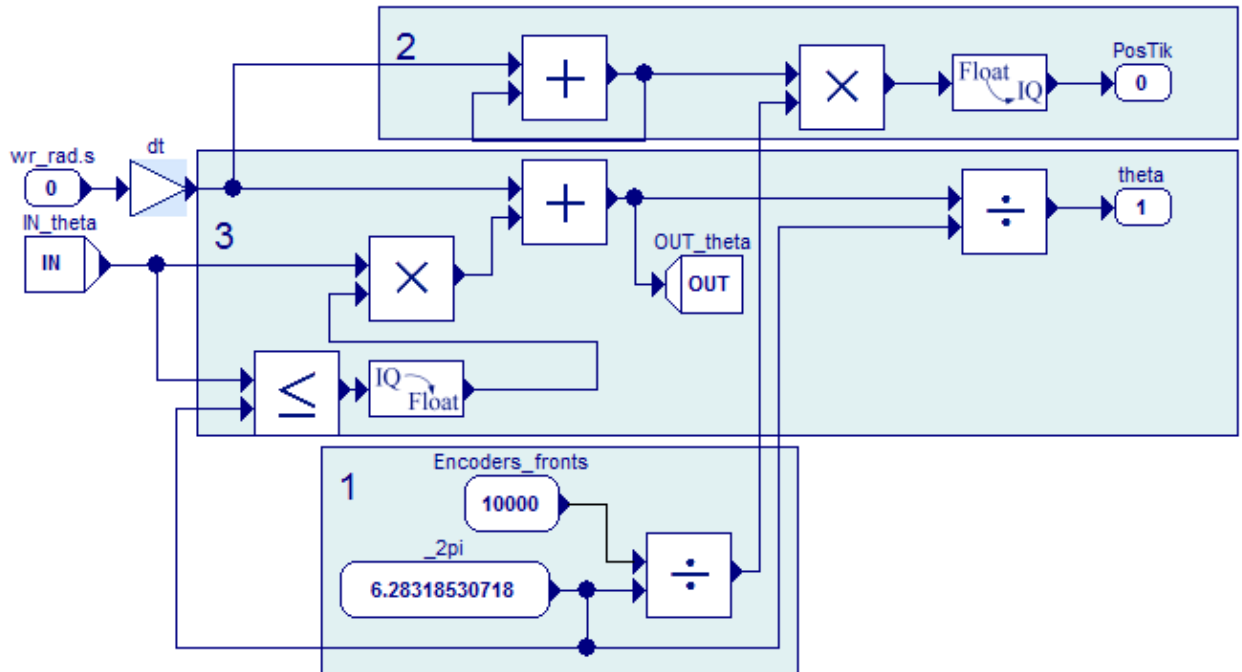 2
+
×
Float
IQ
PosTik
0
wr_rad.s
0
dt
IN_theta
IN
3
×
+
OUT_theta
OUT
÷
theta
1
≤
IQ
Float
1
Encoders_fronts
10000
_2pi
6.28318530718
÷